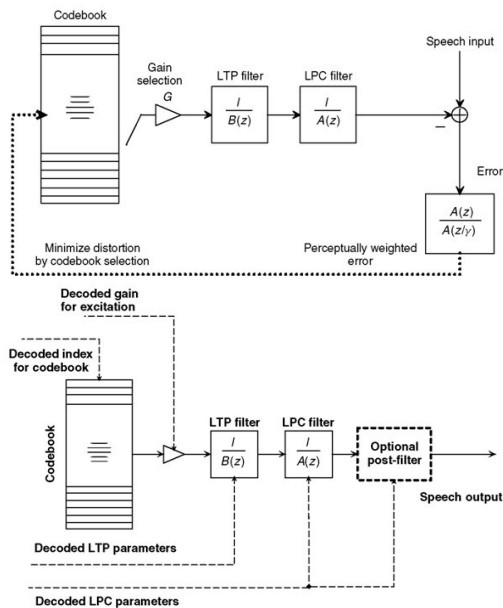 Codebook
Speech input
Gain
selection
G
LTP filter
LPC filter
I
B(z)
I
A(z)
–
Error
A(z)
A(z/γ)
Minimize distortion
by codebook selection
Perceptually weighted
error
Decoded gain
for excitation
Decoded index
for codebook
Codebook
LTP filter
LPC filter
I
B(z)
I
A(z)
Optional
post-filter
Speech output
Decoded LTP parameters
Decoded LPC parameters